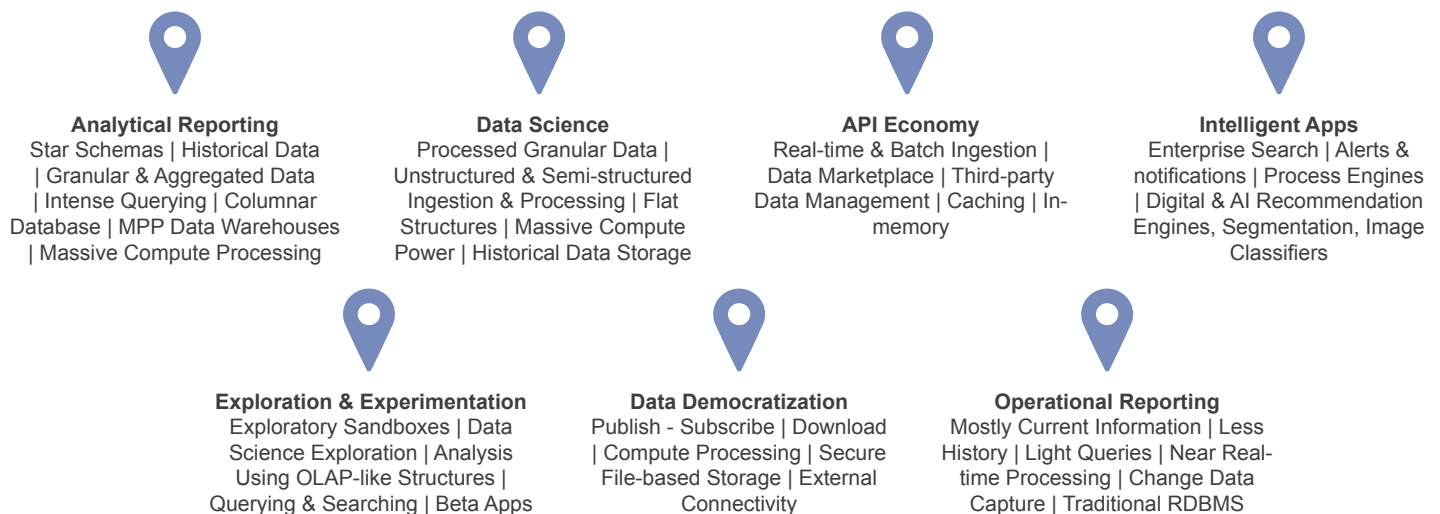 Analytical Reporting
Star Schemas | Historical Data
| Granular & Aggregated Data
| Intense Querying | Columnar
Database | MPP Data Warehouses
| Massive Compute Processing
Data Science
Processed Granular Data |
Unstructured & Semi-structured
Ingestion & Processing | Flat
Structures | Massive Compute
Power | Historical Data Storage
API Economy
Real-time & Batch Ingestion |
Data Marketplace | Third-party
Data Management | Caching | In-
memory
Intelligent Apps
Enterprise Search | Alerts &
notifications | Process Engines
| Digital & AI Recommendation
Engines, Segmentation, Image
Classifiers
Exploration & Experimentation
Exploratory Sandboxes | Data
Science Exploration | Analysis
Using OLAP-like Structures |
Querying & Searching | Beta Apps
Data Democratization
Publish - Subscribe | Download
| Compute Processing | Secure
File-based Storage | External
Connectivity
Operational Reporting
Mostly Current Information | Less
History | Light Queries | Near Real-
time Processing | Change Data
Capture | Traditional RDBMS